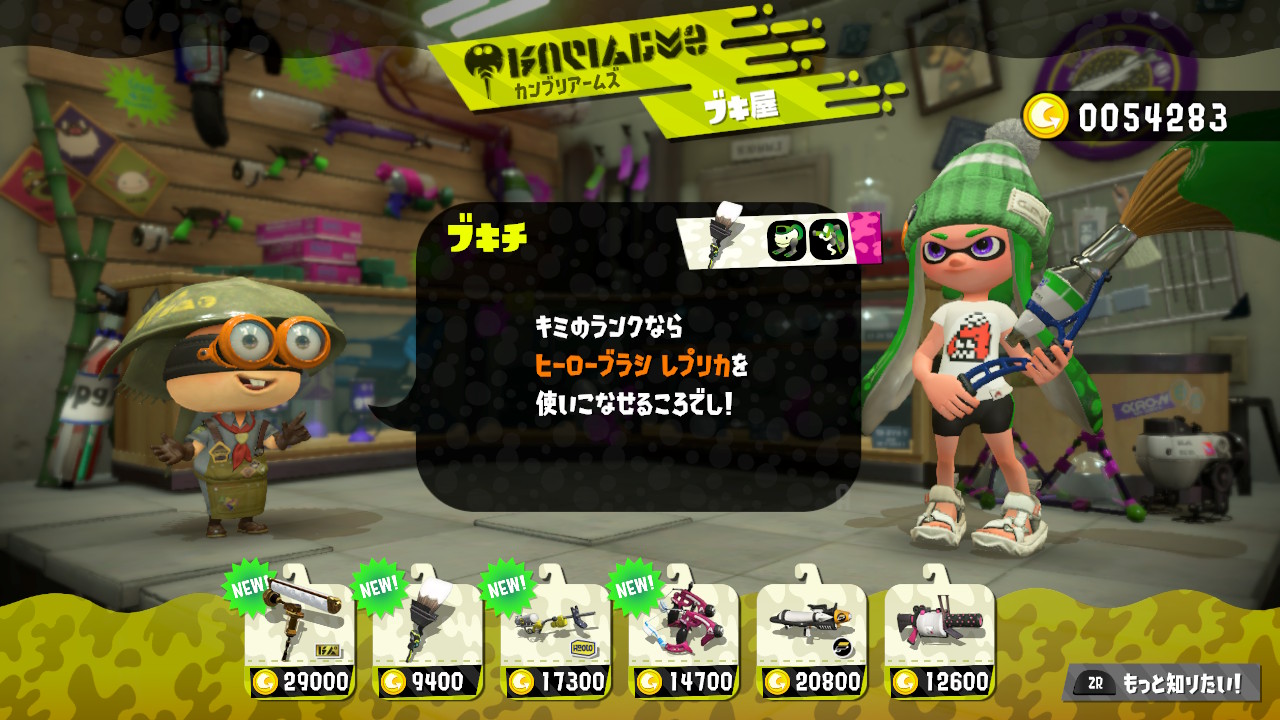 カンブリアームズ
ブキ屋
0054283
ブキチ
キミのランクなら
ヒーローブラシ レプリカを
使いこなせるころでし!
NEW!
NEW!
NEW!
NEW!
29000
9400
17300
14700
20800
12600
ZR もっと知りたい!